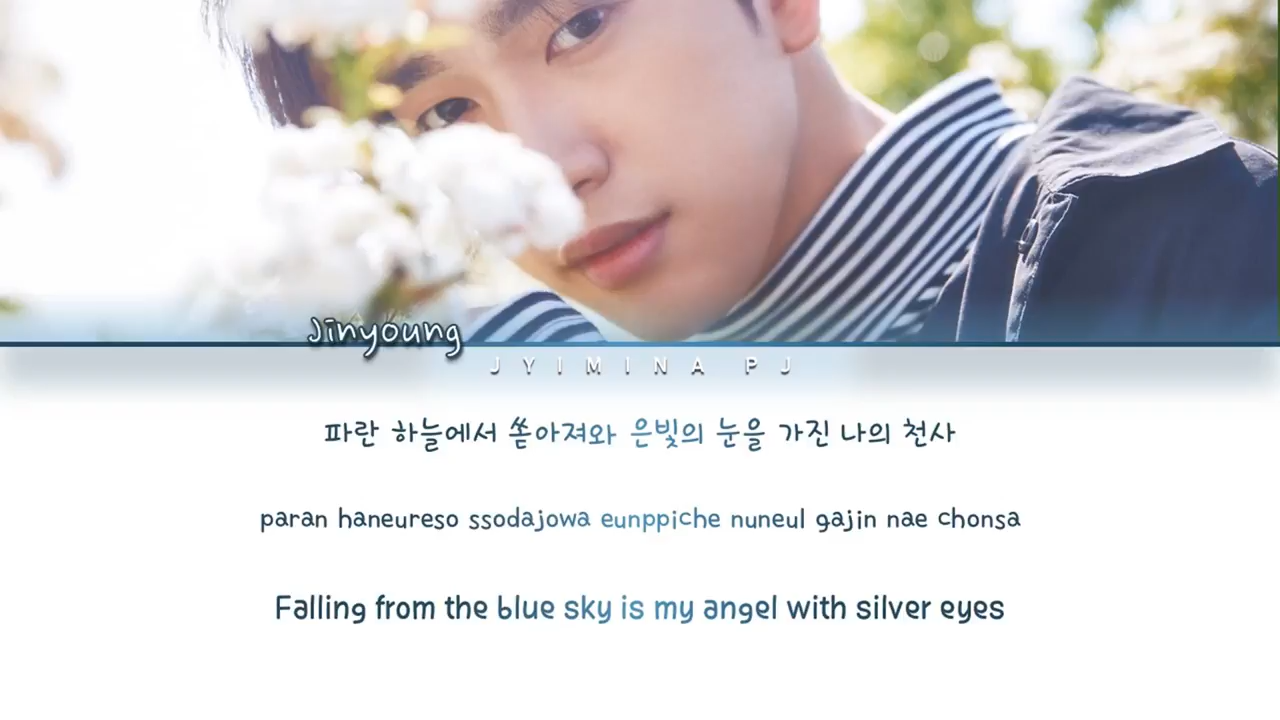 Jinyoung
JYIMINA PJ
파란 하늘에서 쏟아져와 은빛의 눈을 가진 나의 천사
paran haneureso ssodajowa eunppiche nuneul gajin nae chonsa
Falling from the blue sky is my angel with silver eyes